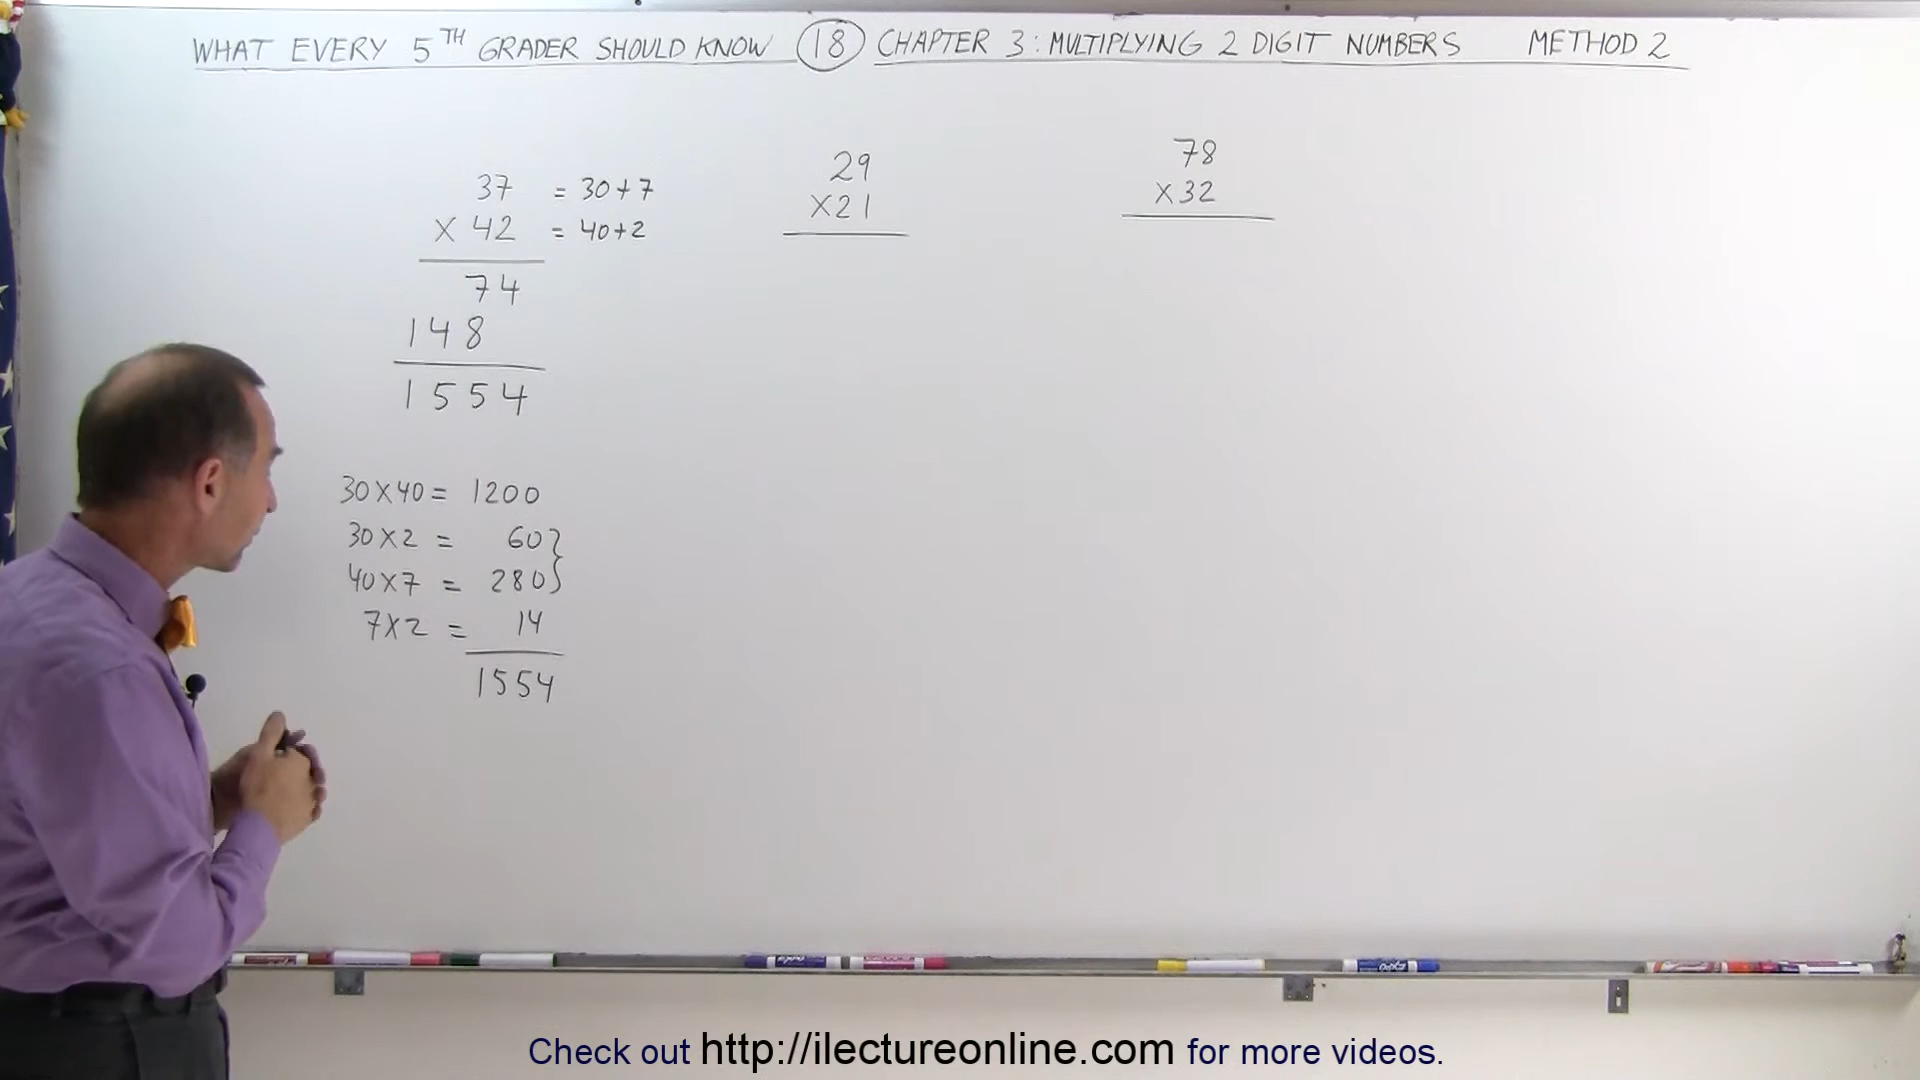 WHAT EVERY 5TH GRADER SHOULD KNOW 18 CHAPTER 3: MULTIPLYING 2 DIGIT NUMBERS METHOD 2
37 = 30+7
X 42 = 40+2
74
148
1554
30X40= 1200
30X2 = 60}
40X7 = 280}
7X2 = 14
1554
29
X21
78
X32
Check out http://ilectureonline.com for more videos.